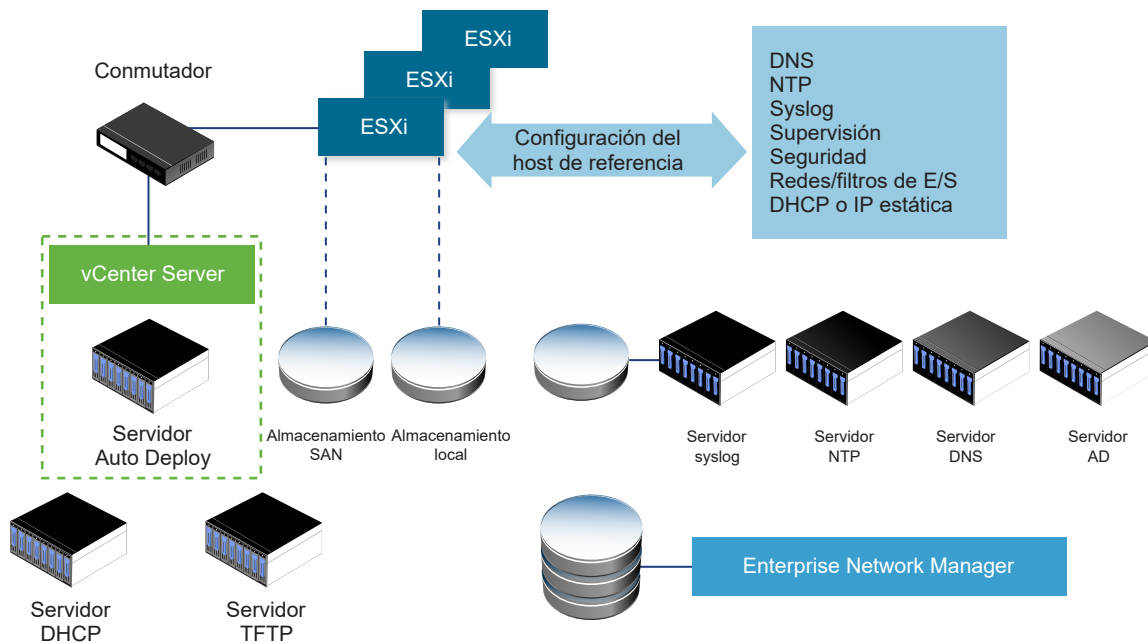 ESXi
ESXi
ESXi
Conmutador
Configuración del
host de referencia
DNS
NTP
Syslog
Supervisión
Seguridad
Redes/filtros de E/S
DHCP o IP estática
vCenter Server
Servidor
Auto Deploy
Almacenamiento
SAN
Almacenamiento
local
Servidor
syslog
Servidor
NTP
Servidor
DNS
Servidor
AD
Servidor
DHCP
Servidor
TFTP
Enterprise Network Manager